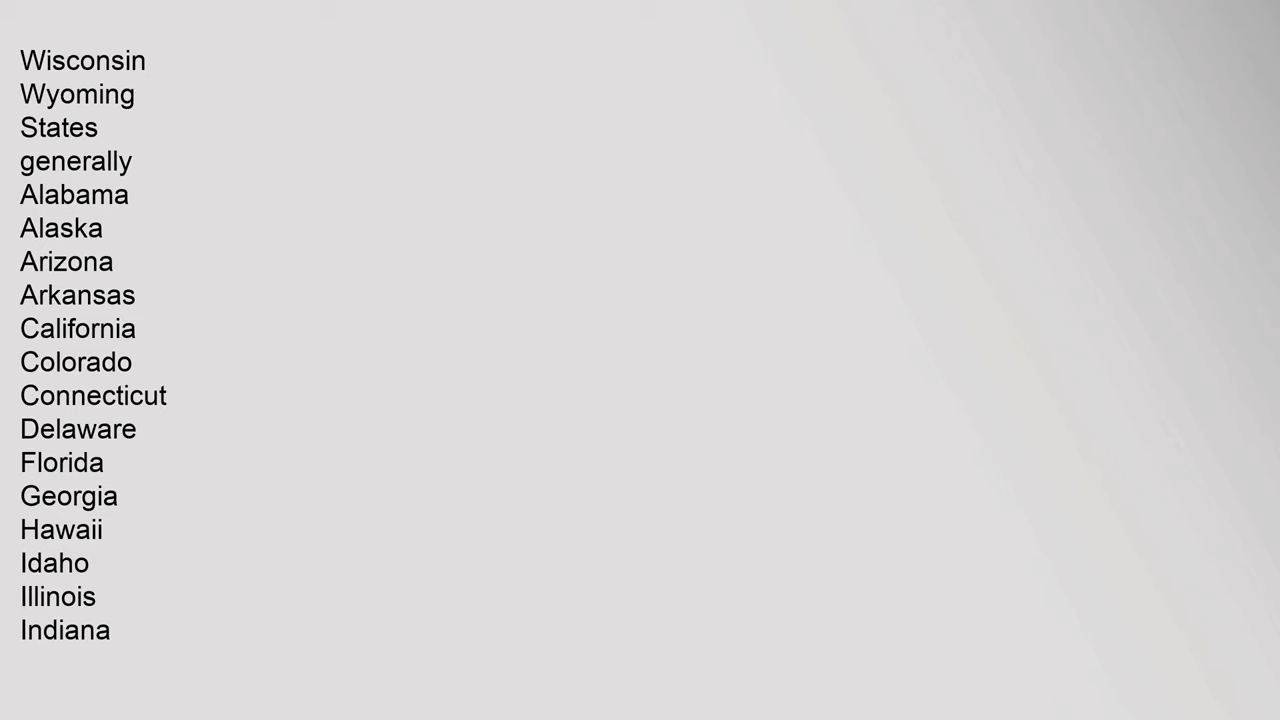 Wisconsin
Wyoming
States
generally
Alabama
Alaska
Arizona
Arkansas
California
Colorado
Connecticut
Delaware
Florida
Georgia
Hawaii
Idaho
Illinois
Indiana